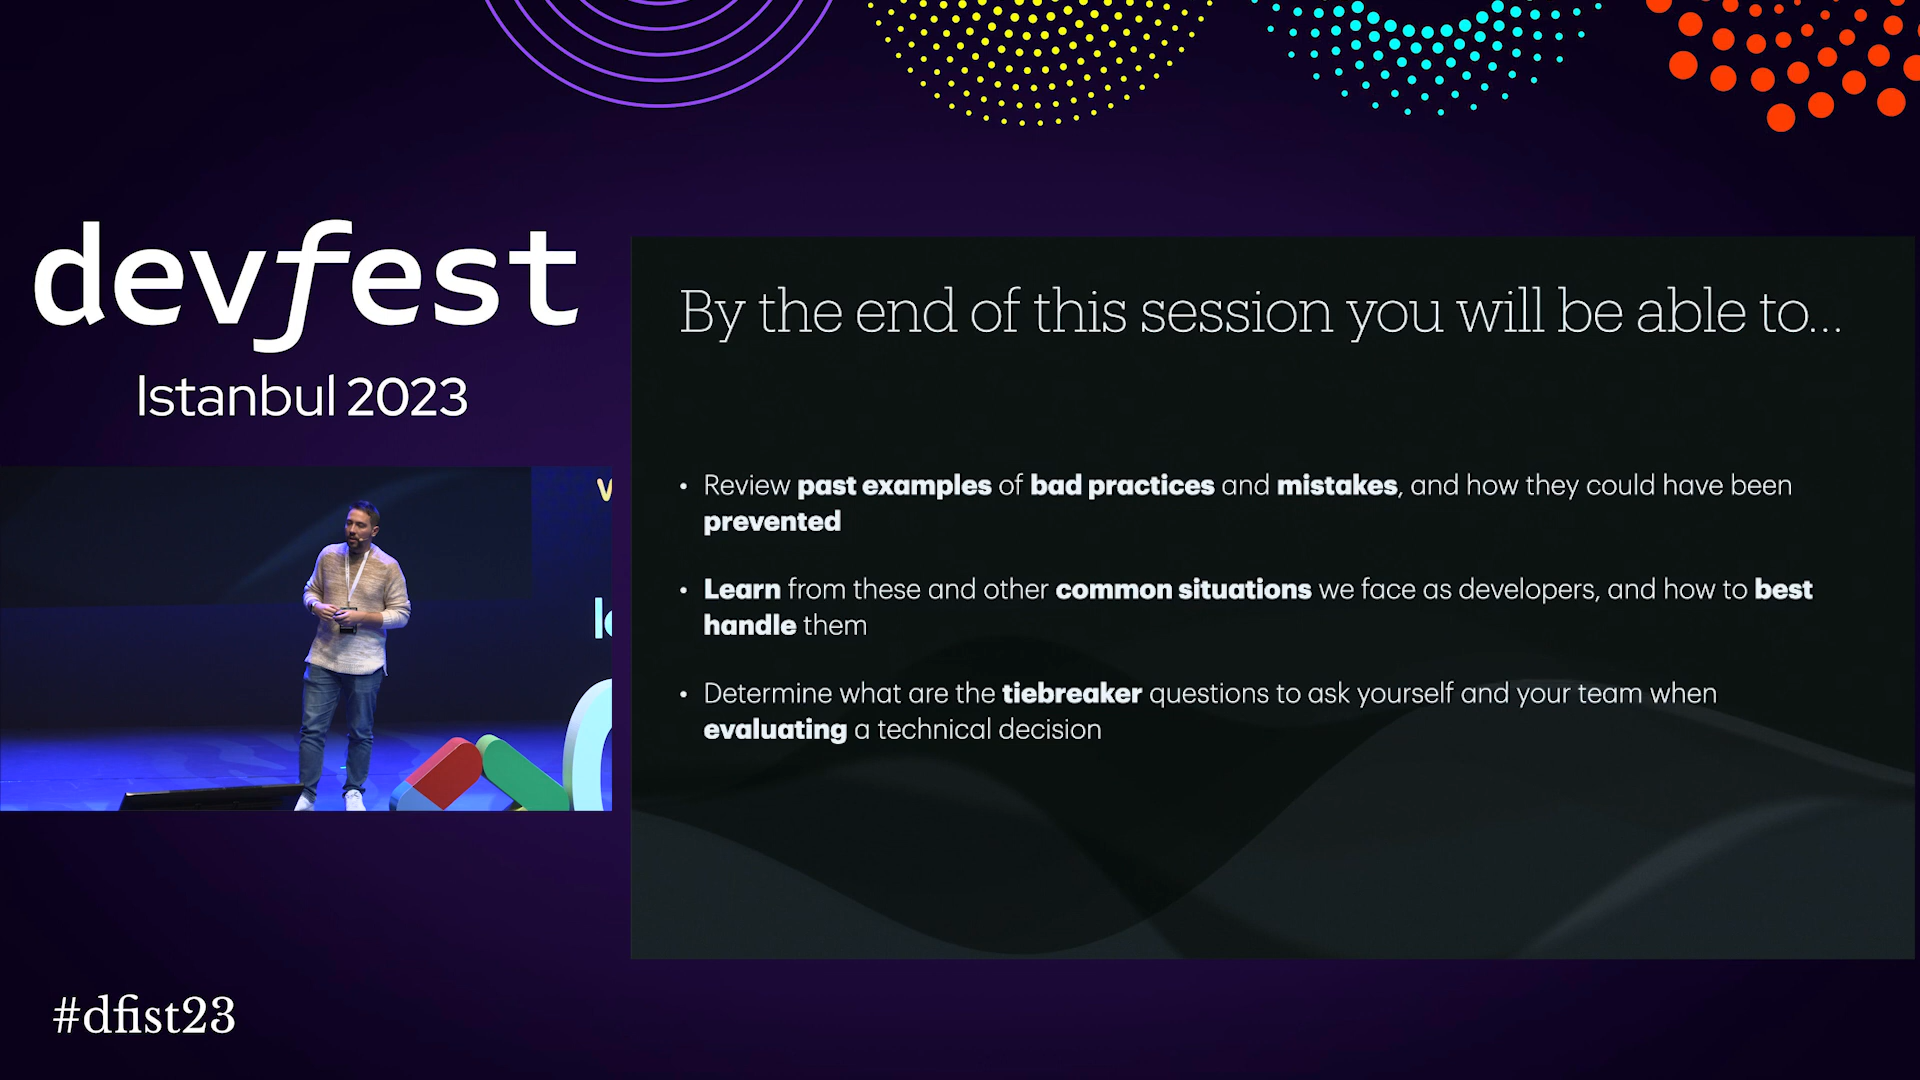 devfest
Istanbul 2023
By the end of this session you will be able to...
• Review past examples of bad practices and mistakes, and how they could have been
prevented
• Learn from these and other common situations we face as developers, and how to best
handle them
• Determine what are the tiebreaker questions to ask yourself and your team when
evaluating a technical decision
#dfist23